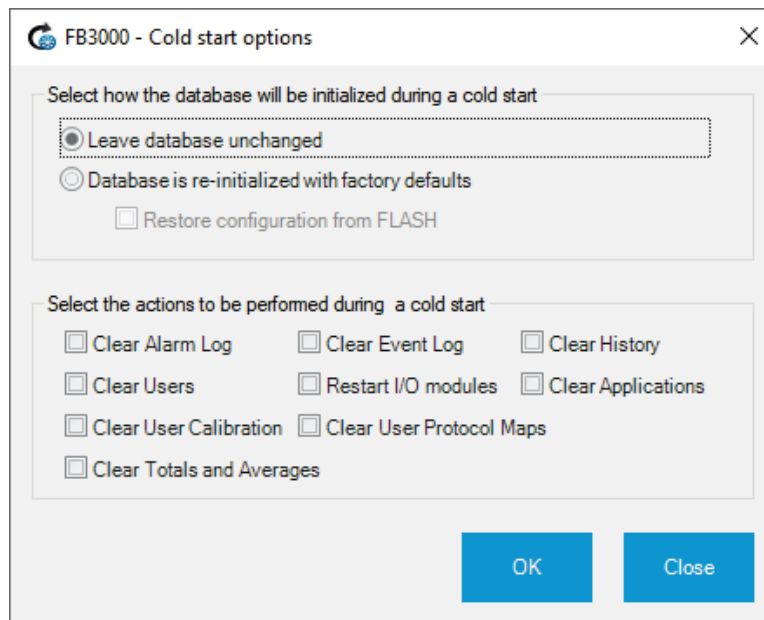 FB3000 - Cold start options
Select how the database will be initialized during a cold start
Leave database unchanged
Database is re-initialized with factory defaults
Restore configuration from FLASH
Select the actions to be performed during a cold start
Clear Alarm Log Clear Event Log Clear History
Clear Users Restart I/O modules Clear Applications
Clear User Calibration Clear User Protocol Maps
Clear Totals and Averages
OK Close